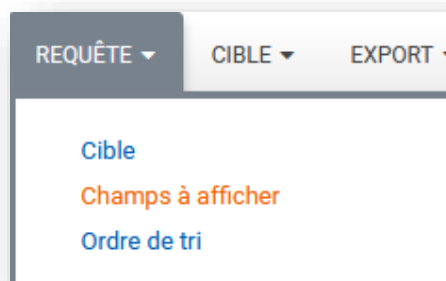 REQUÊTE CIBLE EXPORT
Cible
Champs à afficher
Ordre de tri